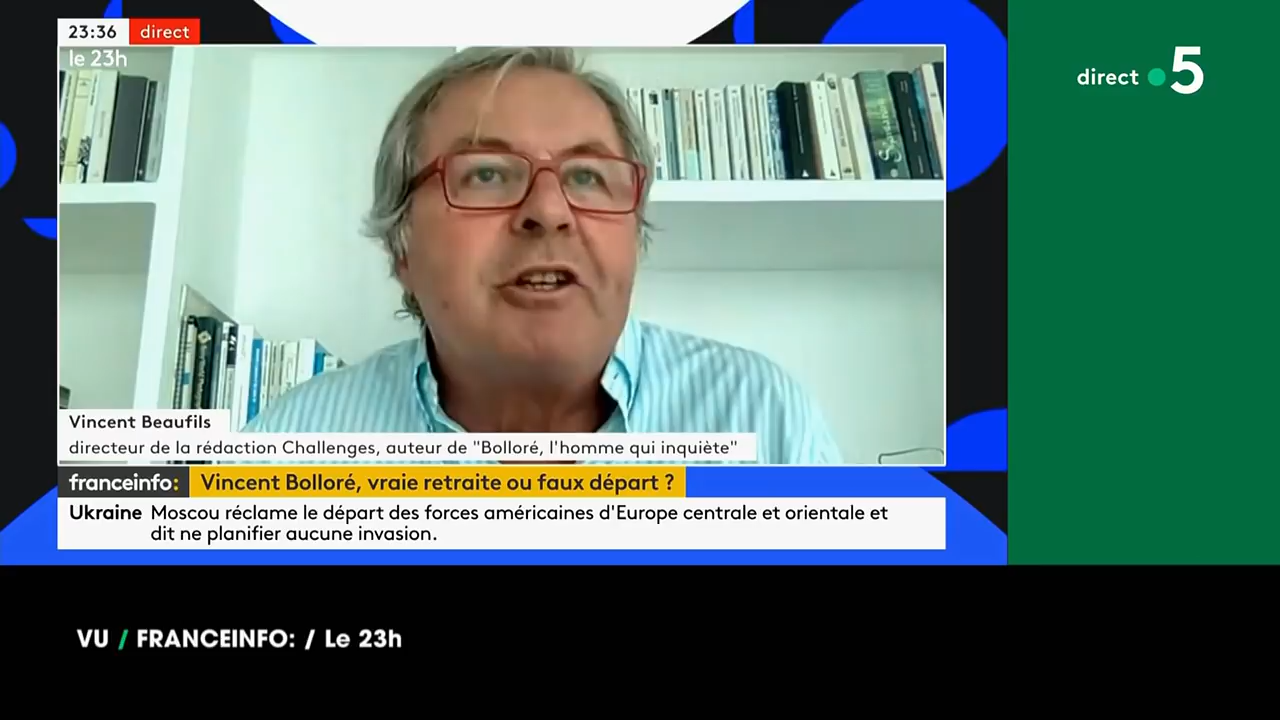 23:36 direct
le 23h
direct 5
Vincent Beaufils
directeur de la rédaction Challenges, auteur de "Bolloré, l'homme qui inquiète"
franceinfo: Vincent Bolloré, vraie retraite ou faux départ ?
Ukraine Moscou réclame le départ des forces américaines d'Europe centrale et orientale et
dit ne planifier aucune invasion.
VU / FRANCEINFO: / Le 23h